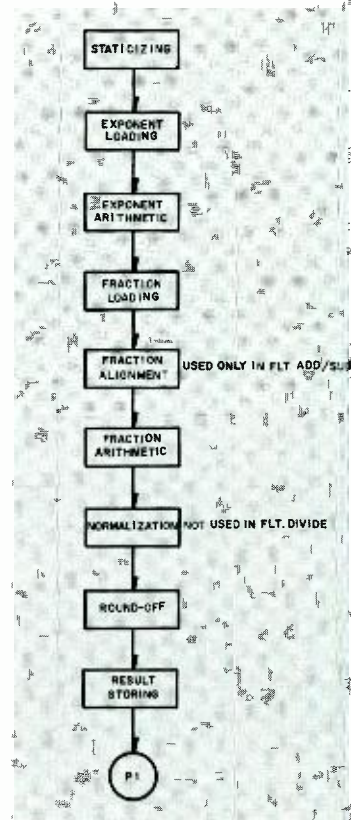 STATICIZING
EXPONENT
LOADING
EXPONENT
ARITHMETIC
FRACTION
LOADING
FRACTION
ALIGNMENT
USED ONLY IN FLT ADD/SUB
FRACTION
ARITHMETIC
NORMALIZATION NOT USED IN FLT. DIVIDE
ROUND-OFF
RESULT
STORING
P1